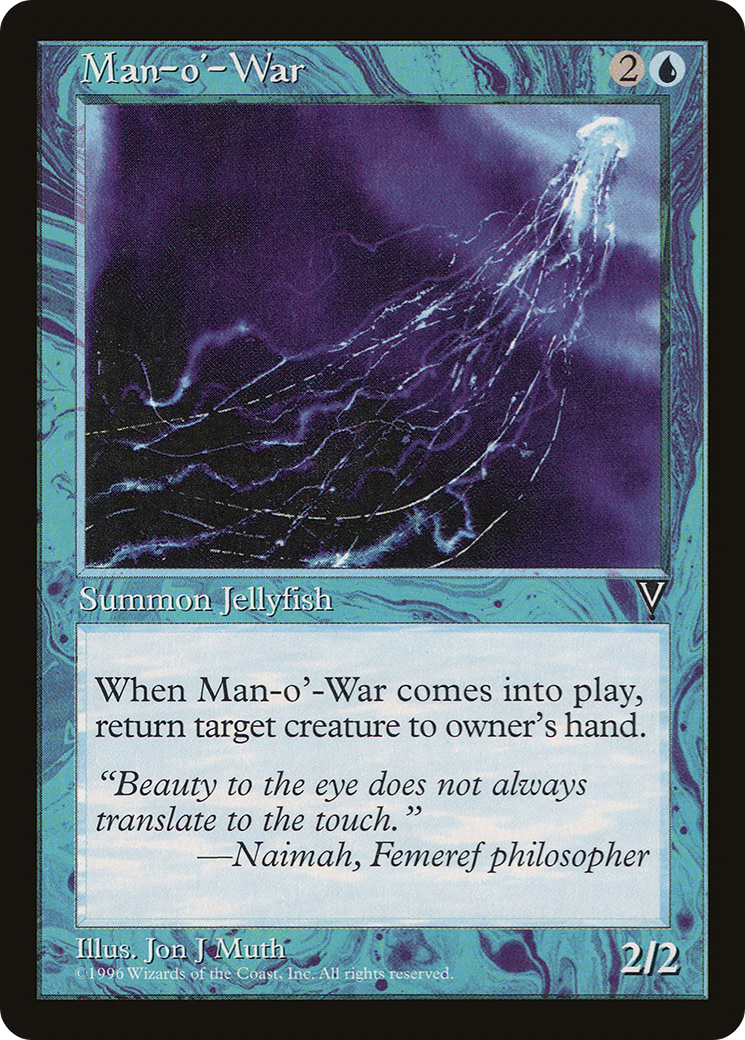 Man-o'-War 2
Summon Jellyfish V
When Man-o'-War comes into play,
return target creature to owner's hand.
"Beauty to the eye does not always
translate to the touch."
—Naimah, Femeref philosopher
Illus. Jon J Muth
©1996 Wizards of the Coast, Inc. All rights reserved. 2/2